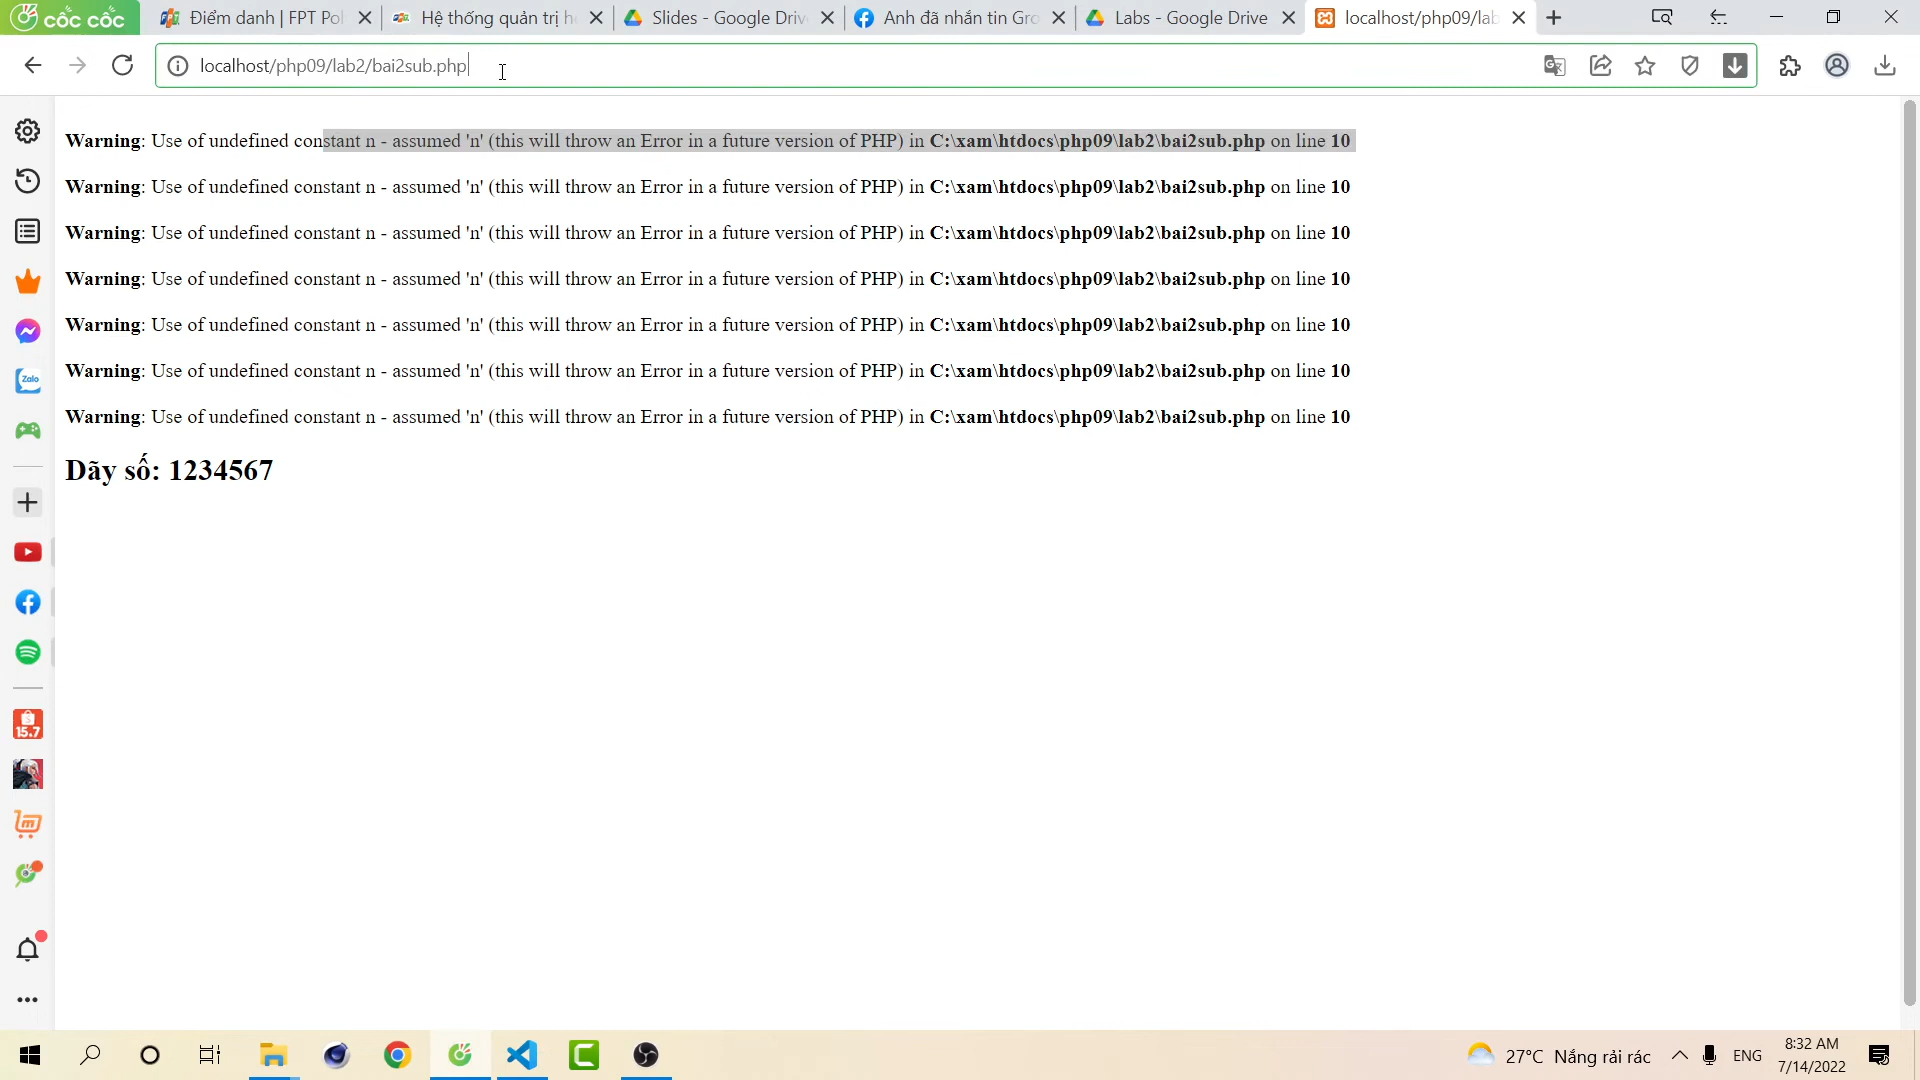 cốc cốc
Điểm danh | FPT Pol
Hệ thống quản trị h
Slides - Google Driv
Anh đã nhắn tin Gro
Labs - Google Drive
localhost/php09/lab
localhost/php09/lab2/bai2sub.php
Warning: Use of undefined constant n - assumed 'n' (this will throw an Error in a future version of PHP) in C:\xam\htdocs\php09\lab2\bai2sub.php on line 10
Warning: Use of undefined constant n - assumed 'n' (this will throw an Error in a future version of PHP) in C:\xam\htdocs\php09\lab2\bai2sub.php on line 10
Warning: Use of undefined constant n - assumed 'n' (this will throw an Error in a future version of PHP) in C:\xam\htdocs\php09\lab2\bai2sub.php on line 10
Warning: Use of undefined constant n - assumed 'n' (this will throw an Error in a future version of PHP) in C:\xam\htdocs\php09\lab2\bai2sub.php on line 10
Warning: Use of undefined constant n - assumed 'n' (this will throw an Error in a future version of PHP) in C:\xam\htdocs\php09\lab2\bai2sub.php on line 10
Warning: Use of undefined constant n - assumed 'n' (this will throw an Error in a future version of PHP) in C:\xam\htdocs\php09\lab2\bai2sub.php on line 10
Warning: Use of undefined constant n - assumed 'n' (this will throw an Error in a future version of PHP) in C:\xam\htdocs\php09\lab2\bai2sub.php on line 10
Dãy số: 1234567
Zalo
15.7
27°C Nắng rải rác
ENG
8:32 AM
7/14/2022